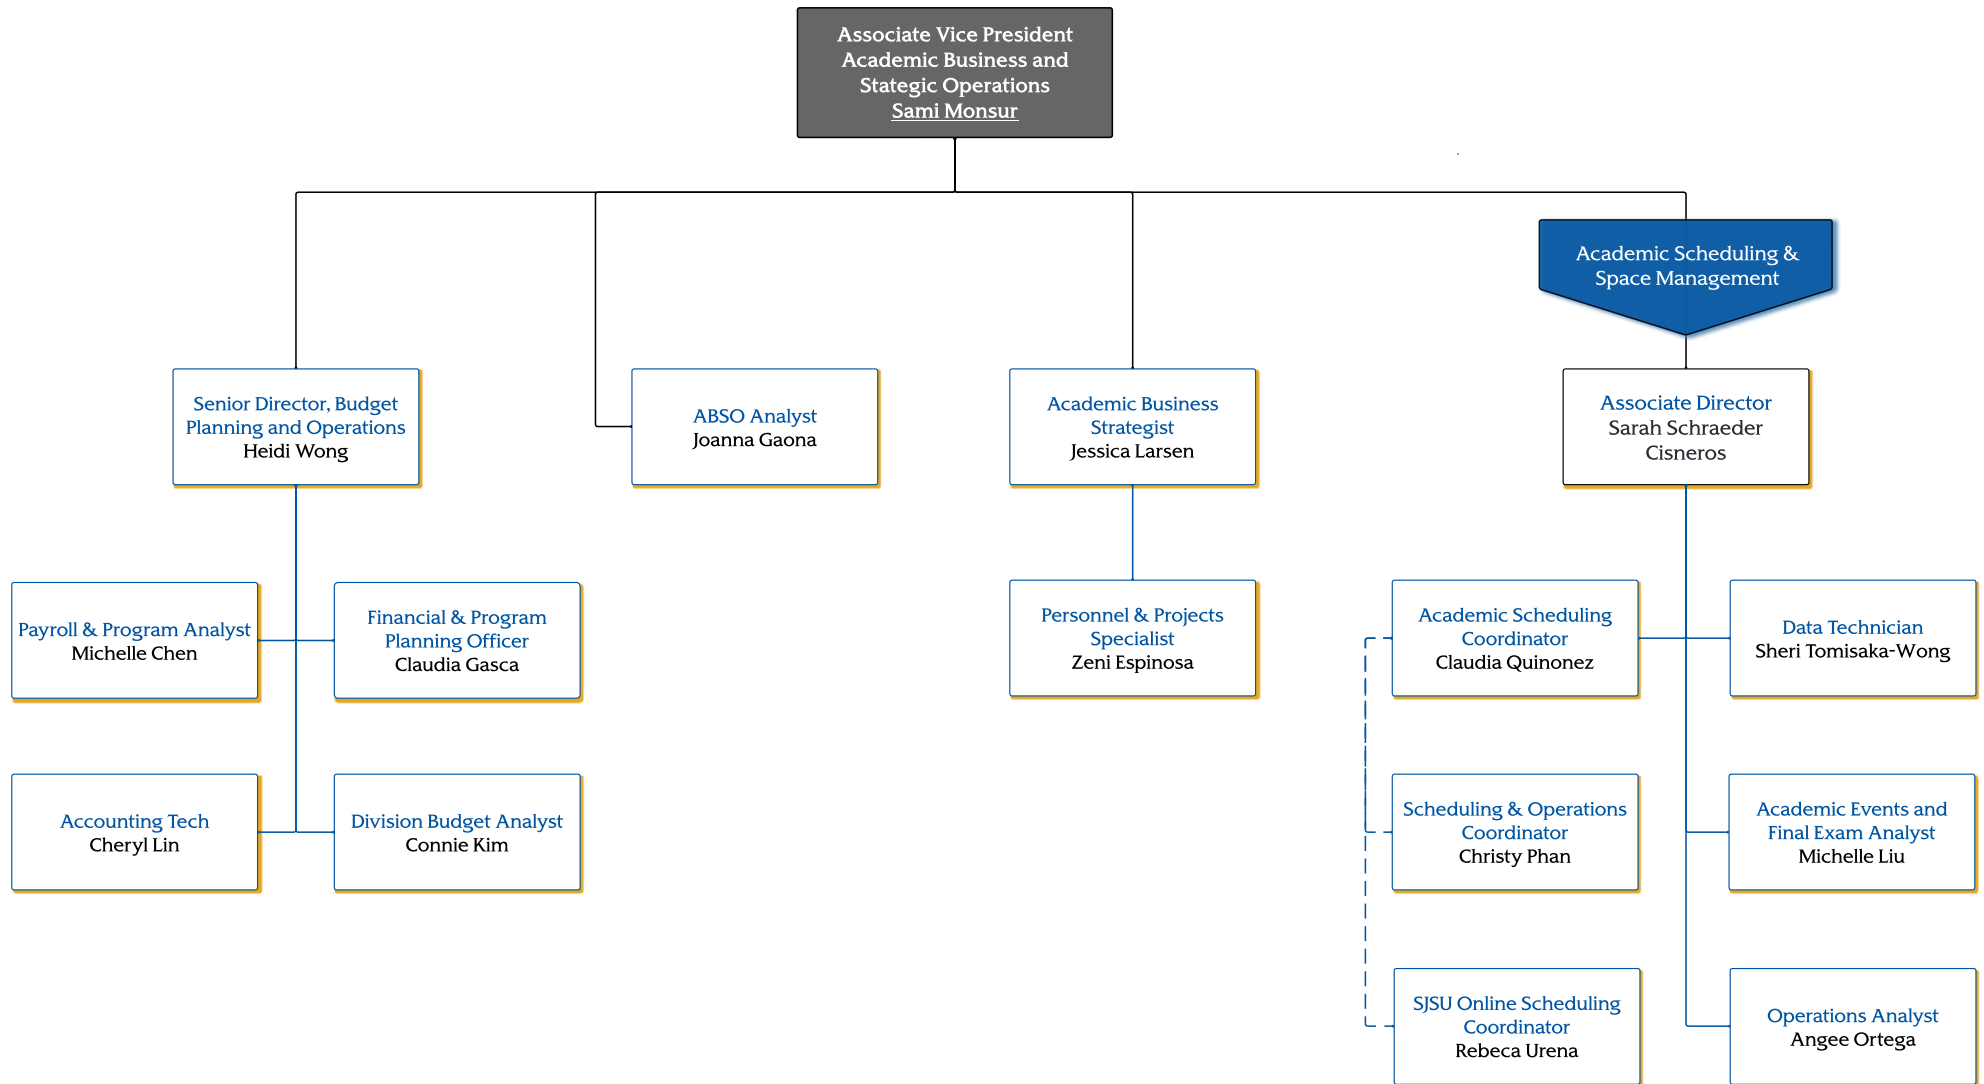 Associate Vice President
Academic Business and
Stategic Operations
Sami Monsur
Academic Scheduling &
Space Management
Senior Director, Budget
Planning and Operations
Heidi Wong
ABSO Analyst
Joanna Gaona
Academic Business
Strategist
Jessica Larsen
Associate Director
Sarah Schraeder
Cisneros
Payroll & Program Analyst
Michelle Chen
Financial & Program
Planning Officer
Claudia Gasca
Personnel & Projects
Specialist
Zeni Espinosa
Academic Scheduling
Coordinator
Claudia Quinonez
Data Technician
Sheri Tomisaka-Wong
Accounting Tech
Cheryl Lin
Division Budget Analyst
Connie Kim
Scheduling & Operations
Coordinator
Christy Phan
Academic Events and
Final Exam Analyst
Michelle Liu
SJSU Online Scheduling
Coordinator
Rebeca Urena
Operations Analyst
Angee Ortega